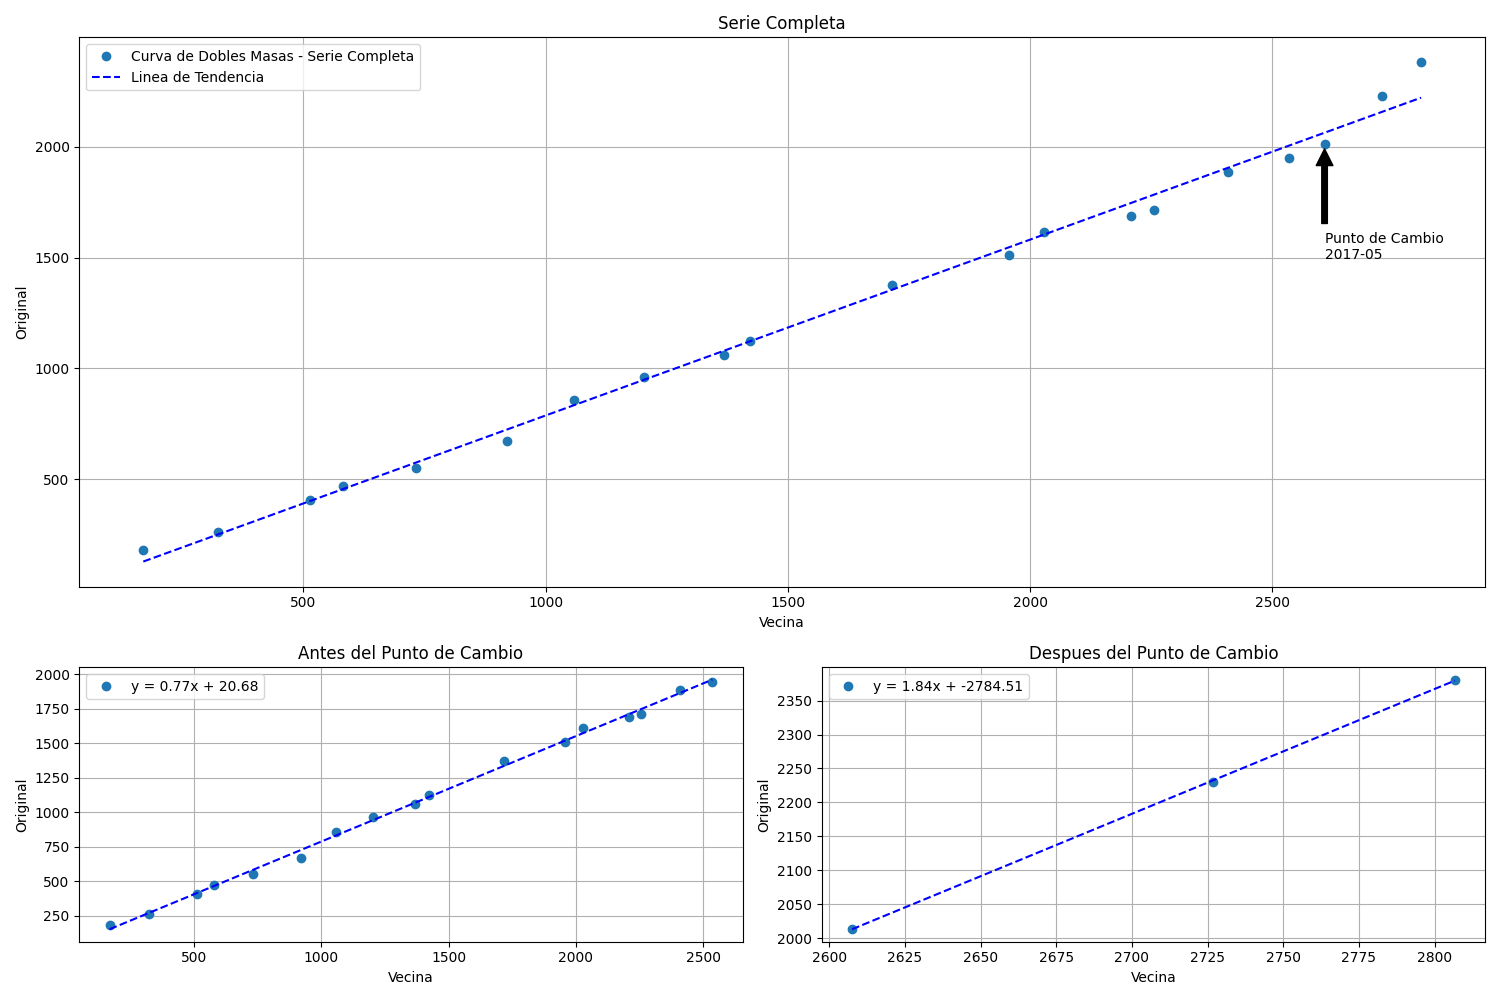 Serie Completa
Curva de Dobles Masas - Serie Completa
Linea de Tendencia
2000
1500
1000
500
Original
Punto de Cambio
2017-05
500 1000 1500 2000 2500
Vecina
Antes del Punto de Cambio
y = 0.77x + 20.68
2000
1750
1500
1250
1000
750
500
250
Original
500 1000 1500 2000 2500
Vecina
Despues del Punto de Cambio
y = 1.84x + -2784.51
2350
2300
2250
2200
2150
2100
2050
2000
Original
2600 2625 2650 2675 2700 2725 2750 2775 2800
Vecina